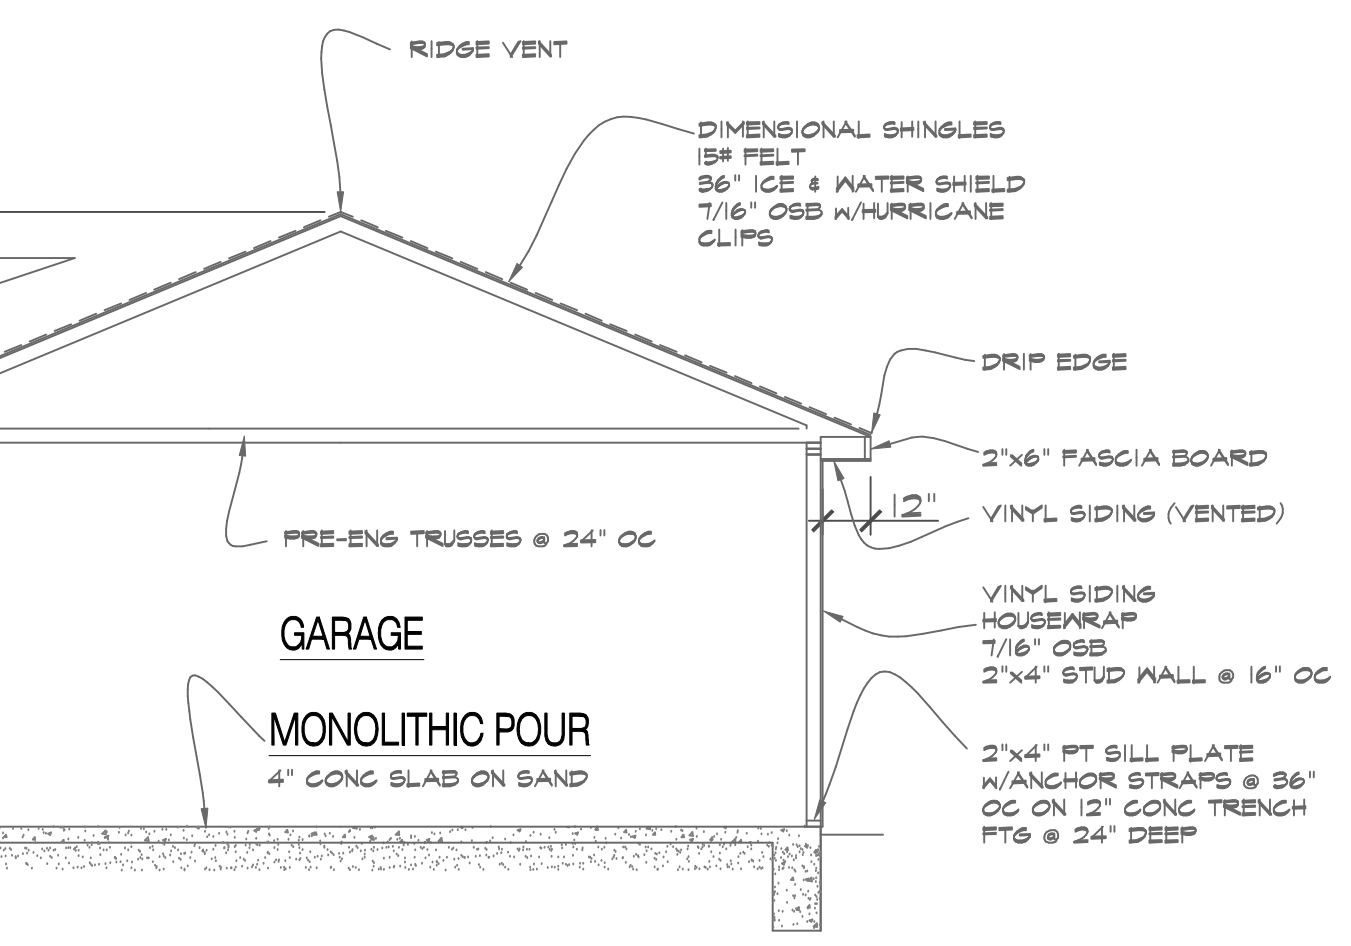 RIDGE VENT
DIMENSIONAL SHINGLES
15# FELT
36" ICE & WATER SHIELD
7/16" OSB W/HURRICANE
CLIPS
DRIP EDGE
2"x6" FASCIA BOARD
12"
VINYL SIDING (VENTED)
PRE-ENG TRUSSES @ 24" OC
VINYL SIDING
HOUSEWRAP
7/16" OSB
2"x4" STUD WALL @ 16" OC
GARAGE
MONOLITHIC POUR
4" CONC SLAB ON SAND
2"x4" PT SILL PLATE
W/ANCHOR STRAPS @ 36"
OC ON 12" CONC TRENCH
FTG @ 24" DEEP